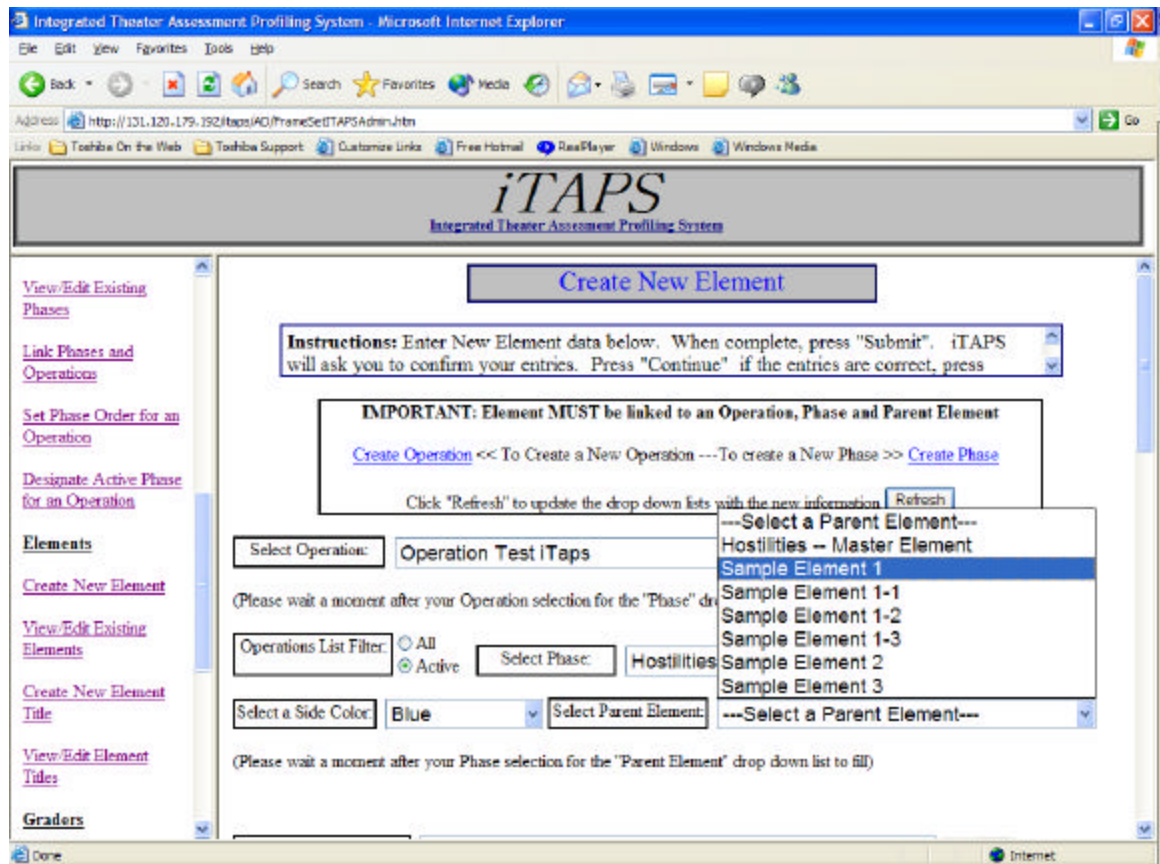 Integrated Theater Assessment Profiling System - Microsoft Internet Explorer
File Edit View Favorites Tools Help
Back Search Favorites Media
Address http://131.120.179.192/itaps/AD/FrameSetITAPSAdmin.htm Go
Links Toshiba On the Web Toshiba Support Customize Links Free Hotmail RealPlayer Windows Windows Media
iTAPS
Integrated Theater Assessment Profiling System
View/Edit Existing
Phases
Link Phases and
Operations
Set Phase Order for an
Operation
Designate Active Phase
for an Operation
Elements
Create New Element
View/Edit Existing
Elements
Create New Element
Title
View/Edit Element
Titles
Graders
Create New Element
Instructions: Enter New Element data below. When complete, press "Submit". iTAPS
will ask you to confirm your entries. Press "Continue" if the entries are correct, press
IMPORTANT: Element MUST be linked to an Operation, Phase and Parent Element
Create Operation << To Create a New Operation ---To create a New Phase >> Create Phase
Click "Refresh" to update the drop down lists with the new information Refresh
Select Operation: Operation Test iTaps
(Please wait a moment after your Operation selection for the "Phase"
Operations List Filter: All
Active Select Phase: Hostilities
---Select a Parent Element---
Hostilities -- Master Element
Sample Element 1
Sample Element 1-1
Sample Element 1-2
Sample Element 1-3
Sample Element 2
Sample Element 3
Select a Side Color: Blue Select Parent Element: ---Select a Parent Element---
(Please wait a moment after your Phase selection for the "Parent Element" drop down list to fill)
Done Internet